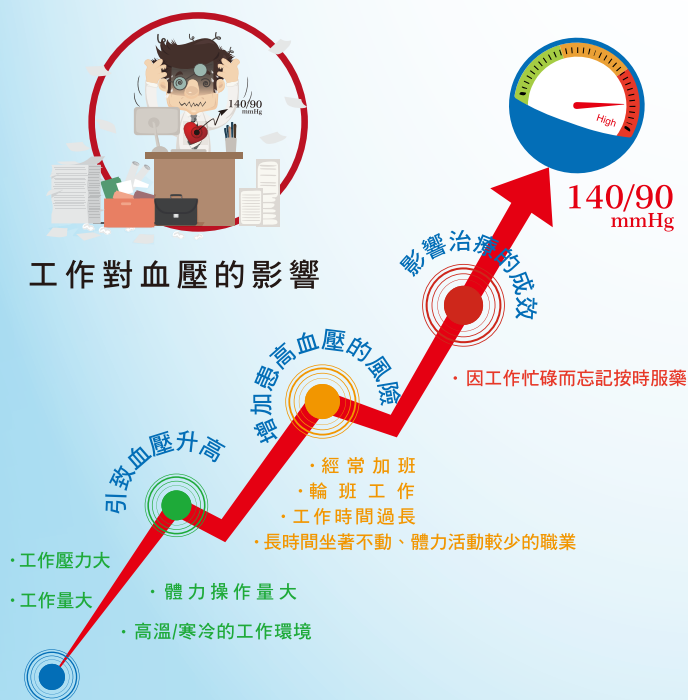 140/90
mmHg
High
140/90
mmHg
工作對血壓的影響
影響治療的成效
・因工作忙碌而忘記按時服藥
增加患高血壓的風險
・經常加班
・輪班工作
・工作時間過長
・長時間坐著不動、體力活動較少的職業
引致血壓升高
・工作壓力大
・工作量大
・體力操作量大
・高溫/寒冷的工作環境